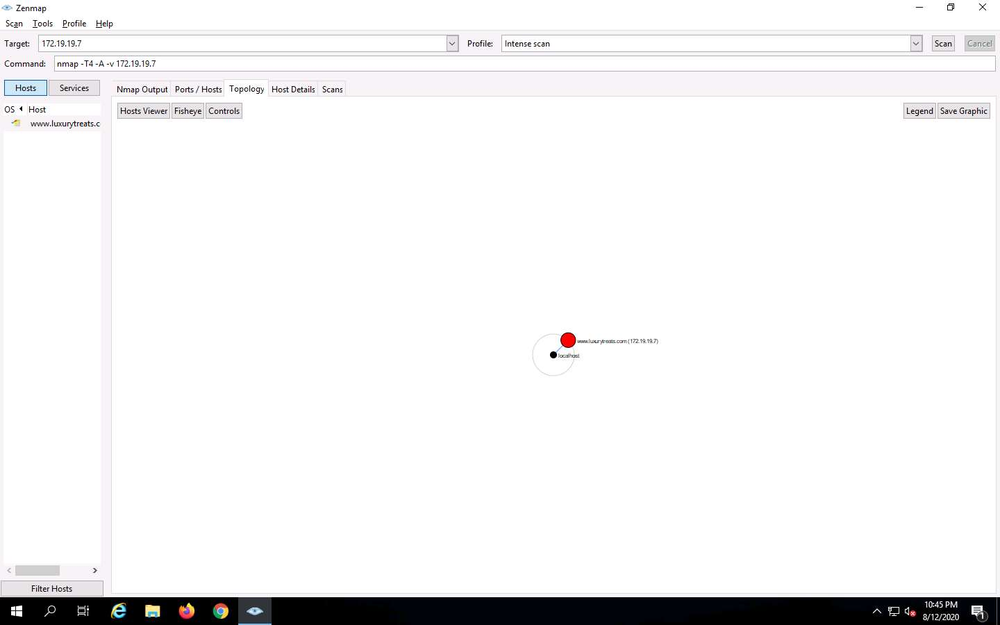 Zenmap
Scan Tools Profile Help
Target: 172.19.19.7 Profile: Intense scan Scan Cancel
Command: nmap -T4 -A -v 172.19.19.7
Hosts Services Nmap Output Ports / Hosts Topology Host Details Scans
OS Host Hosts Viewer Fisheye Controls Legend Save Graphic
www.luxurytreats.c
www.luxurytreats.com (172.19.19.7)
localhost
Filter Hosts
10:45 PM
8/12/2020
1